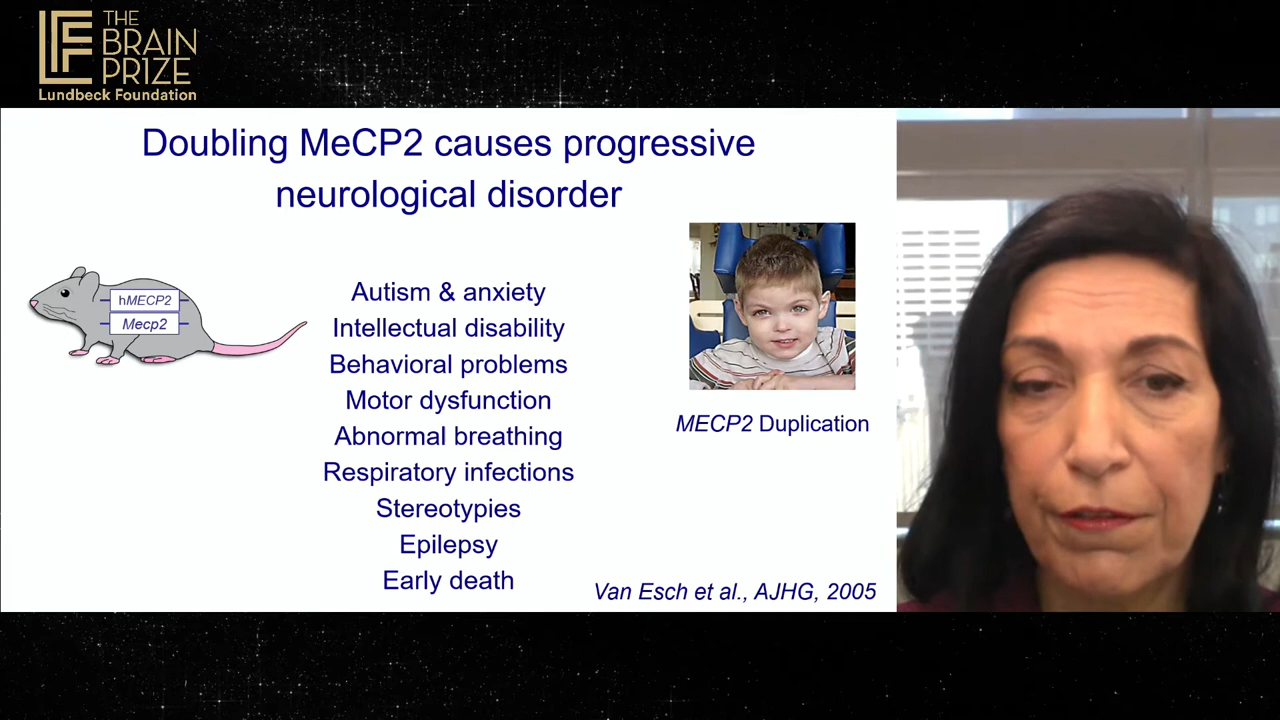 THE
BRAIN
PRIZE
Lundbeck Foundation
Doubling MeCP2 causes progressive
neurological disorder
hMECP2
Mecp2
Autism & anxiety
Intellectual disability
Behavioral problems
Motor dysfunction
Abnormal breathing
Respiratory infections
Stereotypies
Epilepsy
Early death
MECP2 Duplication
Van Esch et al., AJHG, 2005